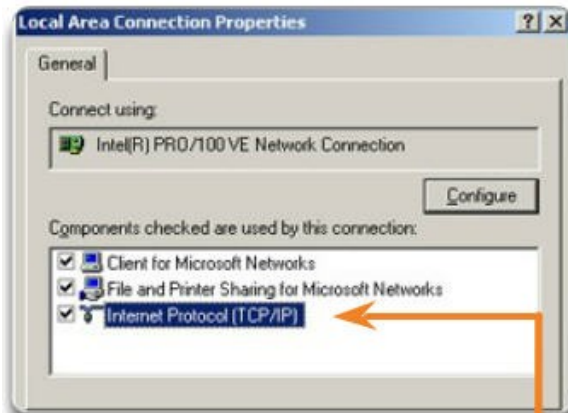 Local Area Connection Properties
General
Connect using:
Intel(R) PRO/100 VE Network Connection
Configure
Components checked are used by this connection:
Client for Microsoft Networks
File and Printer Sharing for Microsoft Networks
Internet Protocol (TCP/IP)